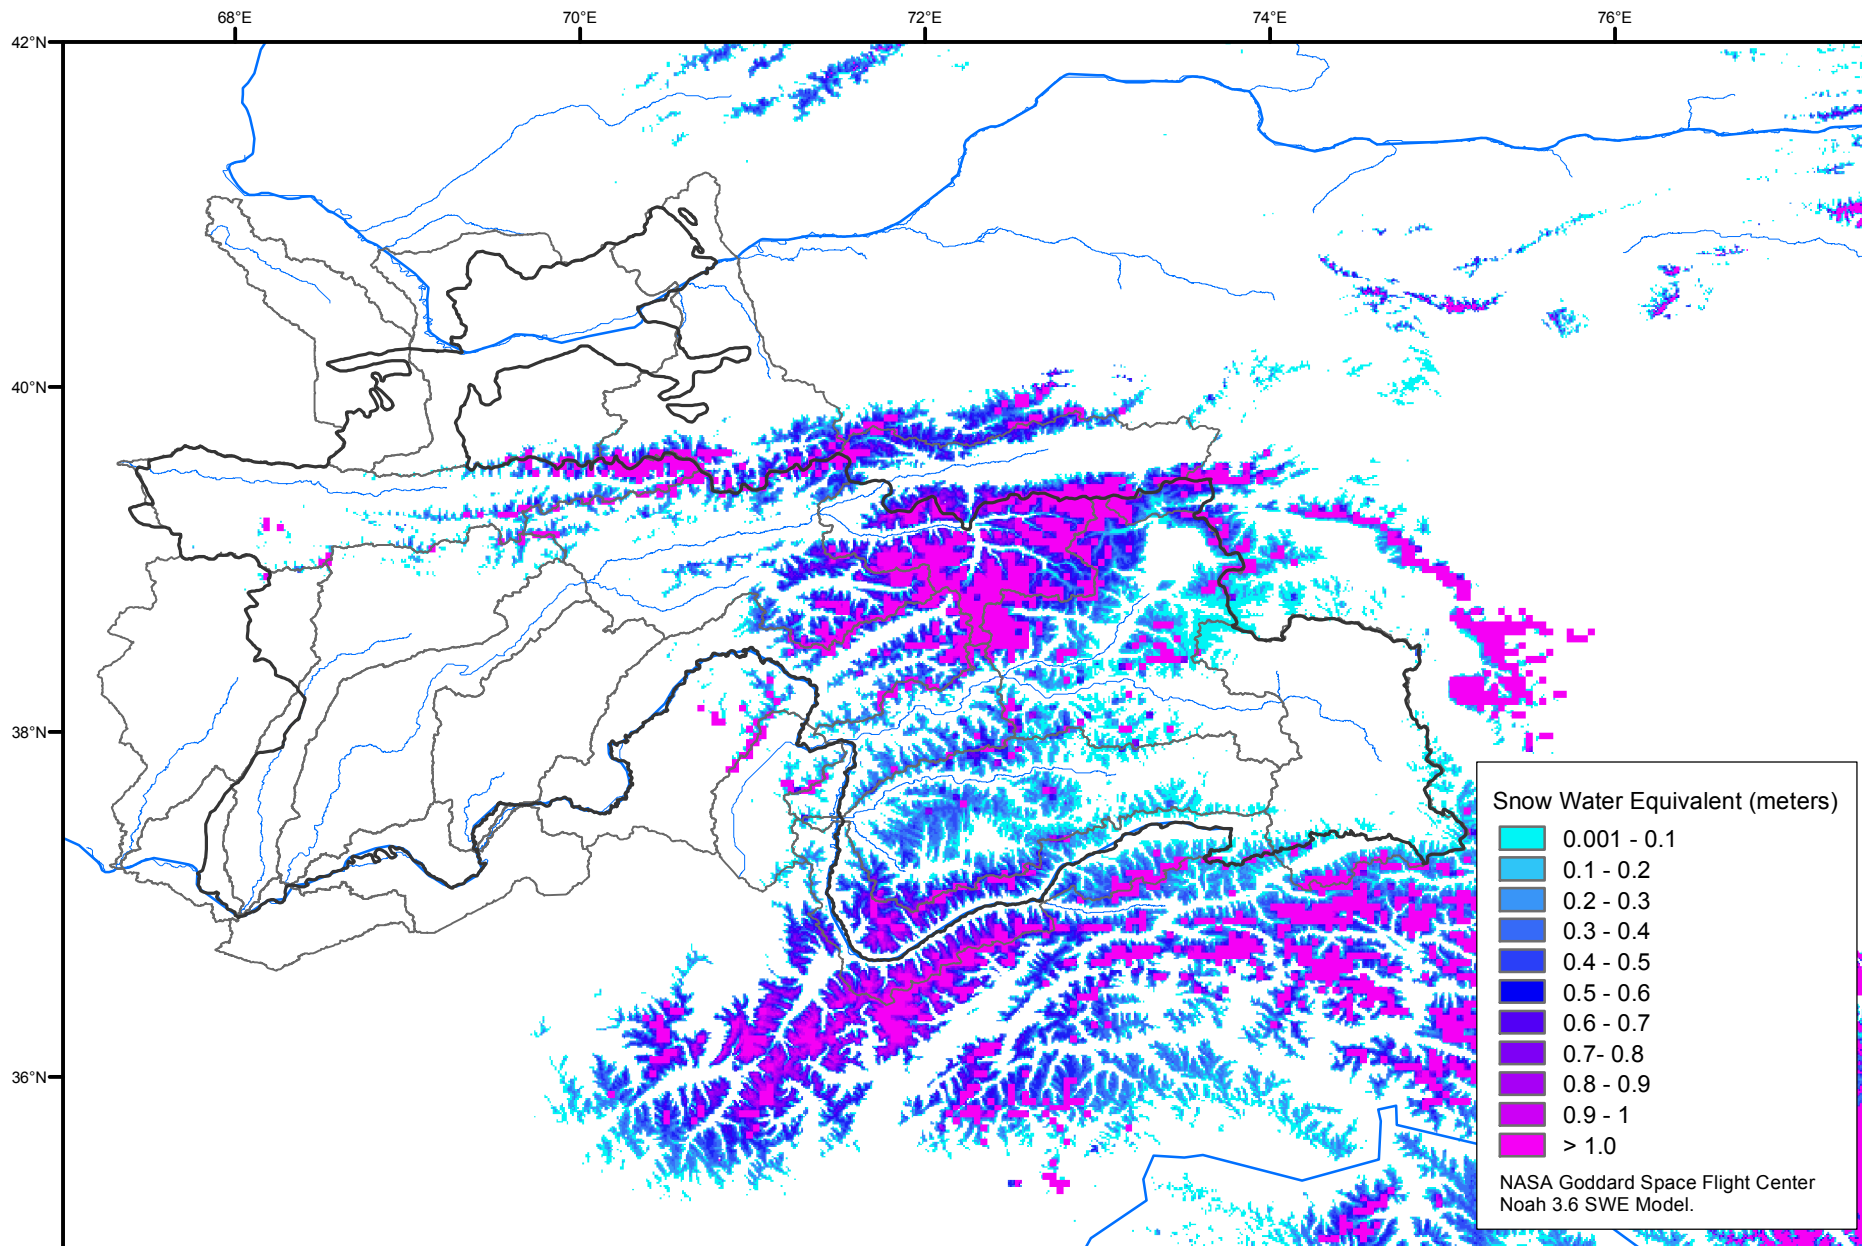 68°E
70°E
72°E
74°E
76°E
42°N
40°N
38°N
36°N
Snow Water Equivalent (meters)
0.001 - 0.1
0.1 - 0.2
0.2 - 0.3
0.3 - 0.4
0.4 - 0.5
0.5 - 0.6
0.6 - 0.7
0.7- 0.8
0.8 - 0.9
0.9 - 1
> 1.0
NASA Goddard Space Flight Center
Noah 3.6 SWE Model.